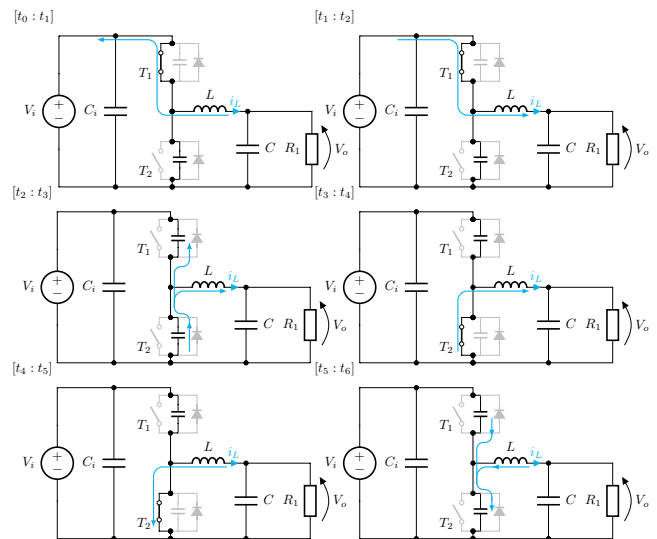 [t₀ : t₁]
T₁
L
i_L
V_i
C_i
C
R₁
V_o
T₂
[t₁ : t₂]
T₁
L
i_L
V_i
C_i
C
R₁
V_o
T₂
[t₂ : t₃]
T₁
L
i_L
V_i
C_i
C
R₁
V_o
T₂
[t₃ : t₄]
T₁
L
i_L
V_i
C_i
C
R₁
V_o
T₂
[t₄ : t₅]
T₁
L
i_L
V_i
C_i
C
R₁
V_o
T₂
[t₅ : t₆]
T₁
L
i_L
V_i
C_i
C
R₁
V_o
T₂